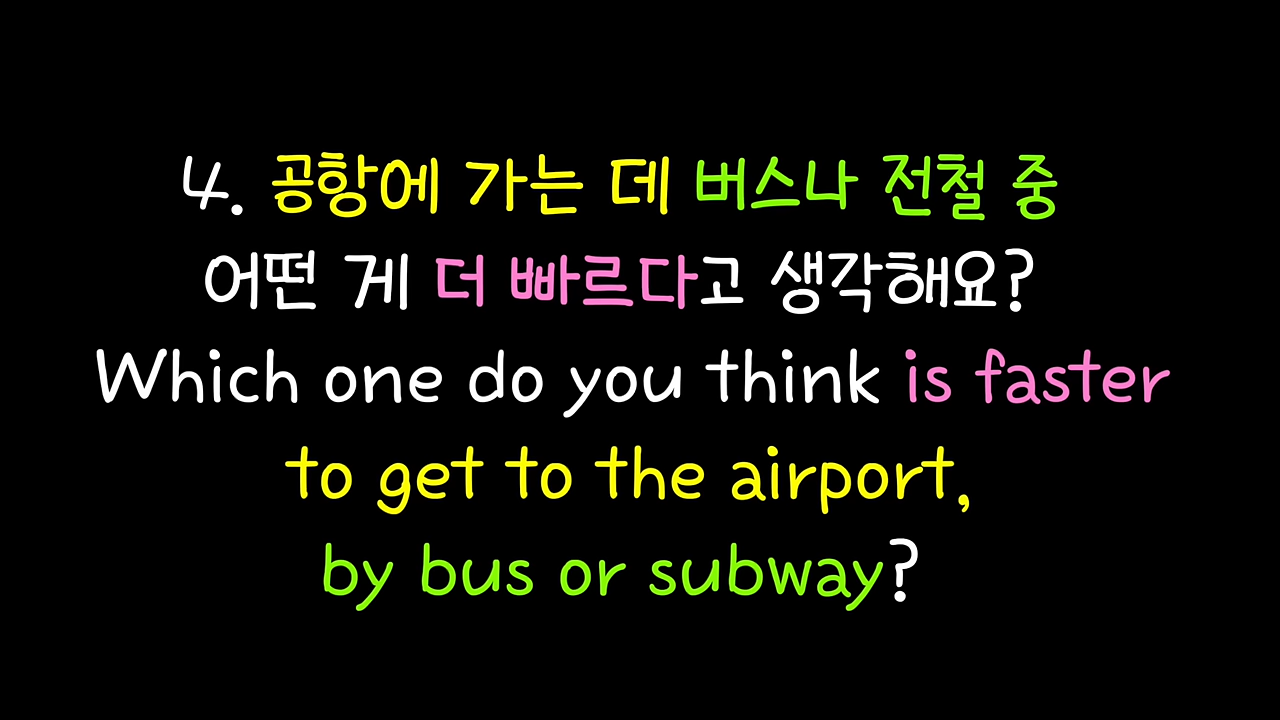 4. 공항에 가는 데 버스나 전철 중
어떤 게 더 빠르다고 생각해요?
Which one do you think is faster
to get to the airport,
by bus or subway?